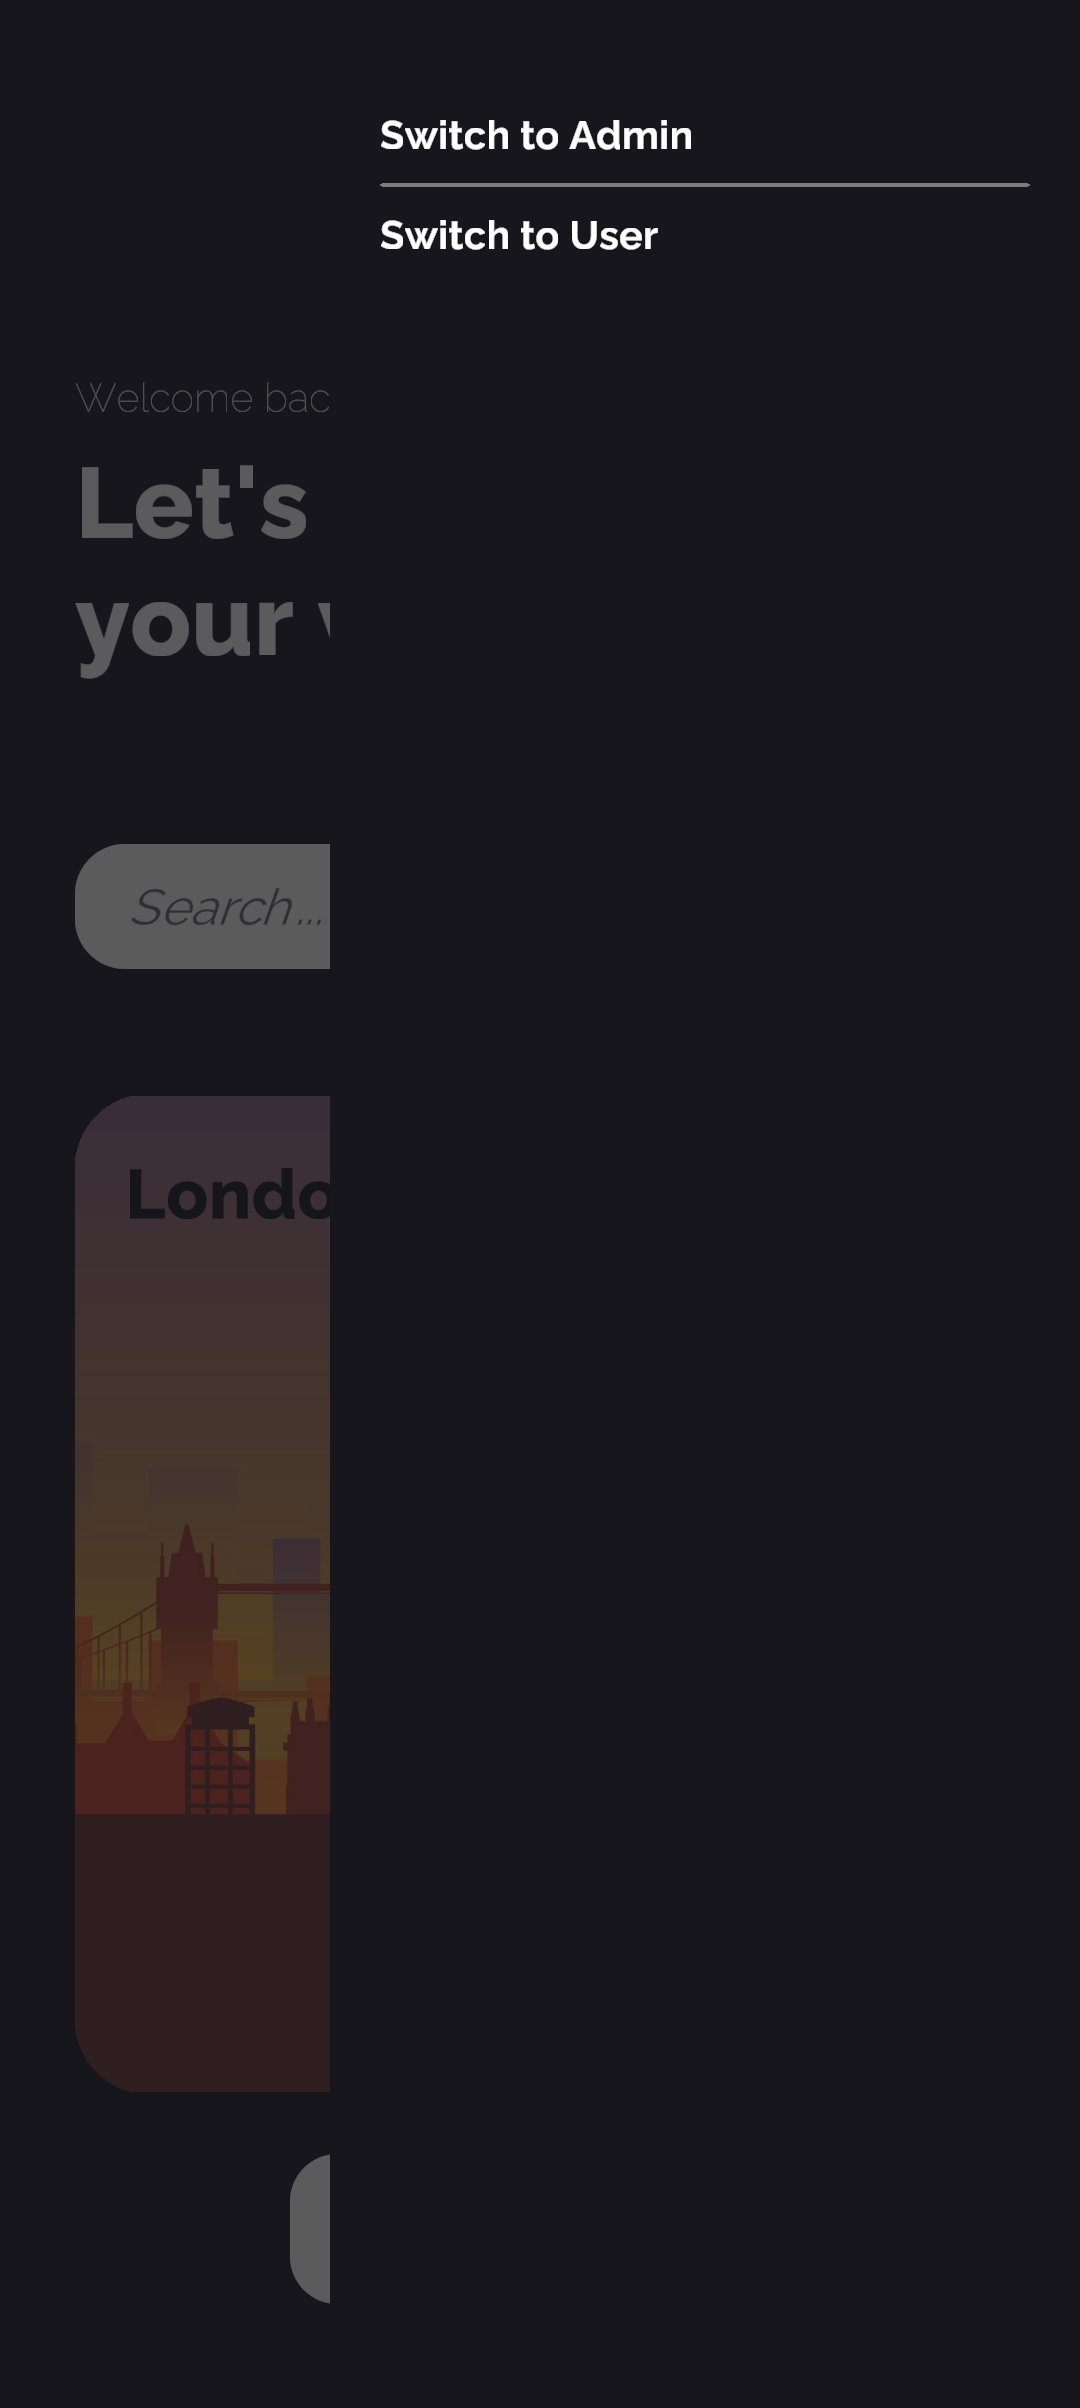 Switch to Admin
Switch to User
Welcome bac
Let's
your
Search...
Londo